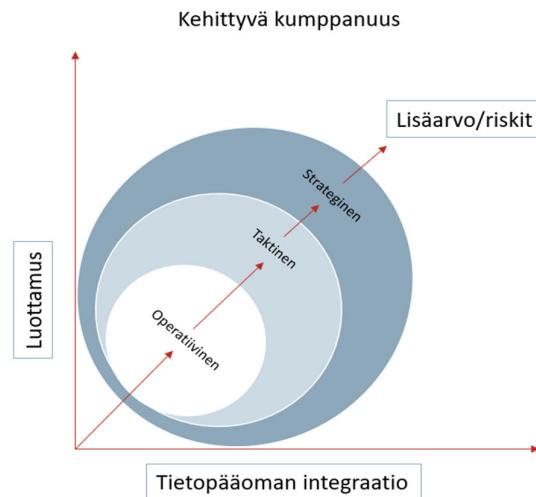 Kehittyvä kumppanuus
Lisäarvo/riskit
Strateginen
Taktinen
Operatiivinen
Luottamus
Tietopääoman integraatio